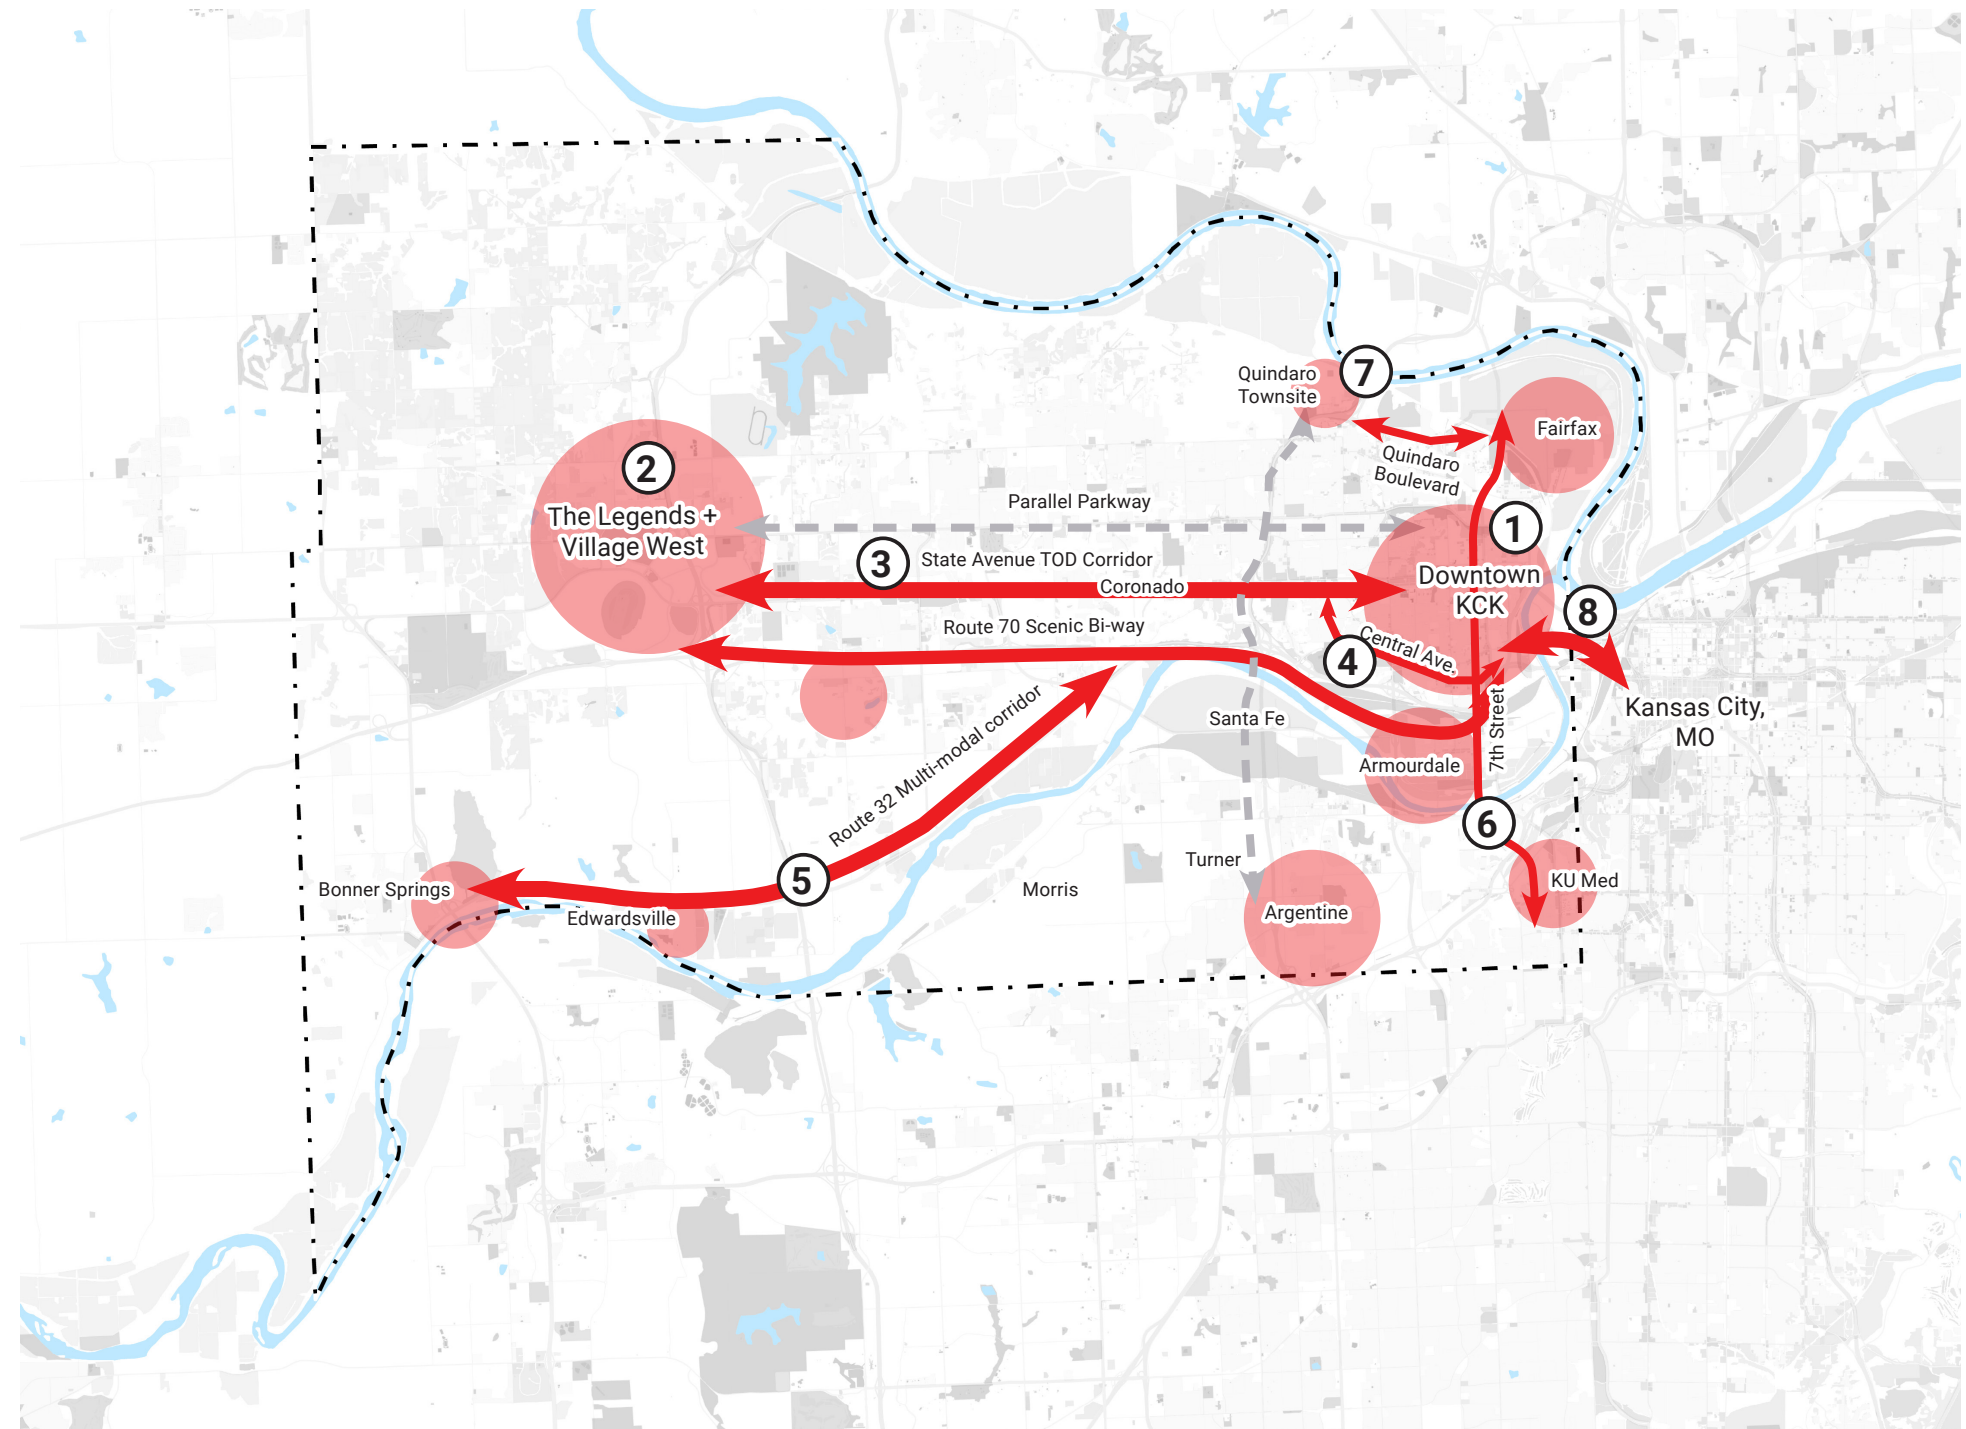 7
Quindaro
Townsite
Fairfax
2
Quindaro
Boulevard
Parallel Parkway
The Legends +
Village West
1
3
State Avenue TOD Corridor
Downtown
KCK
Coronado
8
Route 70 Scenic Bi-way
4
Central Ave.
Kansas City,
MO
Santa Fe
7th Street
Armourdale
Route 32 Multi-modal corridor
6
5
Turner
Bonner Springs
Morris
KU Med
Edwardsville
Argentine